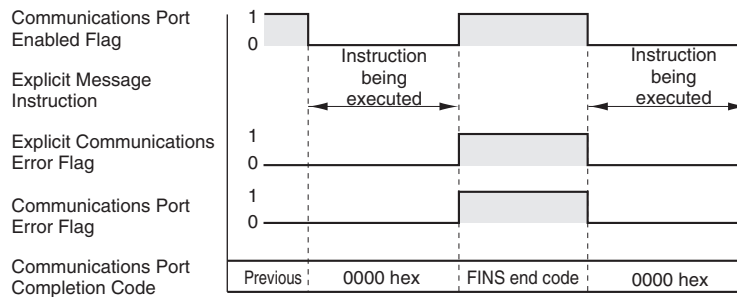 Communications Port
Enabled Flag
1
0
Instruction
being
executed
Instruction
being
executed
Explicit Message
Instruction
Explicit Communications
Error Flag
1
0
Communications Port
Error Flag
1
0
Communications Port
Completion Code
Previous
0000 hex
FINS end code
0000 hex